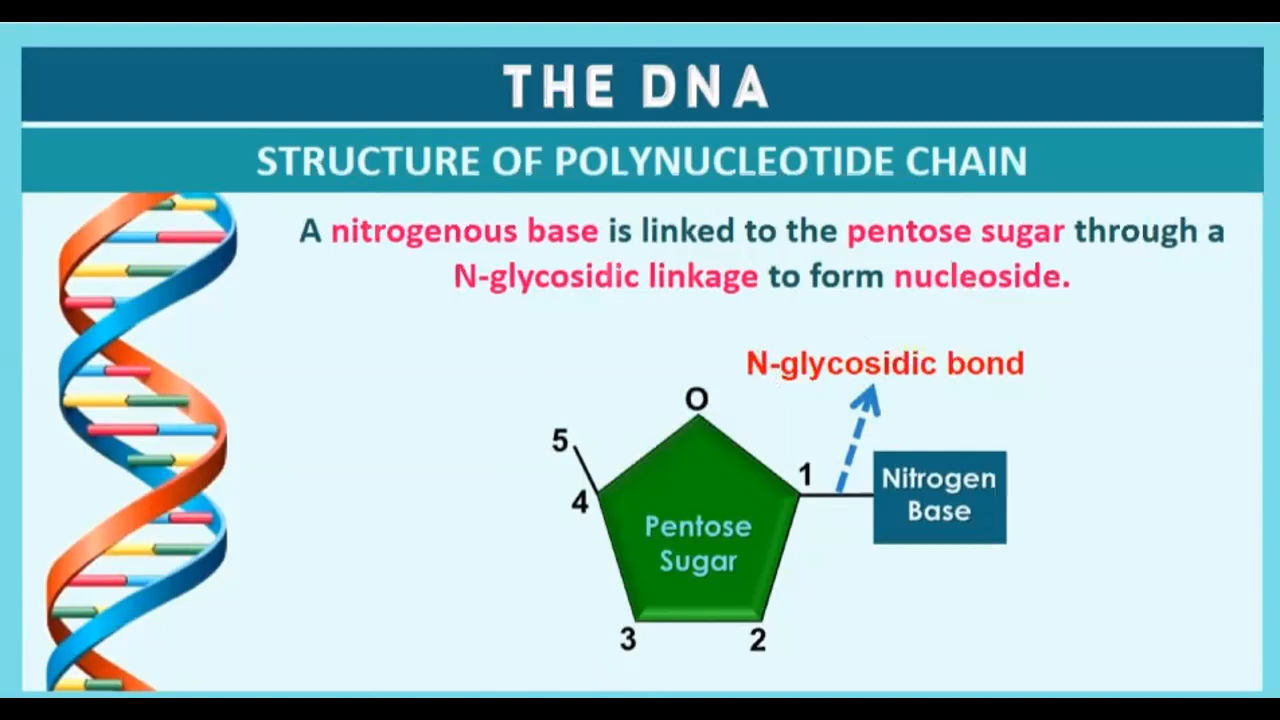 THE DNA
STRUCTURE OF POLYNUCLEOTIDE CHAIN
A nitrogenous base is linked to the pentose sugar through a
N-glycosidic linkage to form nucleoside.
N-glycosidic bond
O
5
1
4
Nitrogen
Base
Pentose
Sugar
3
2